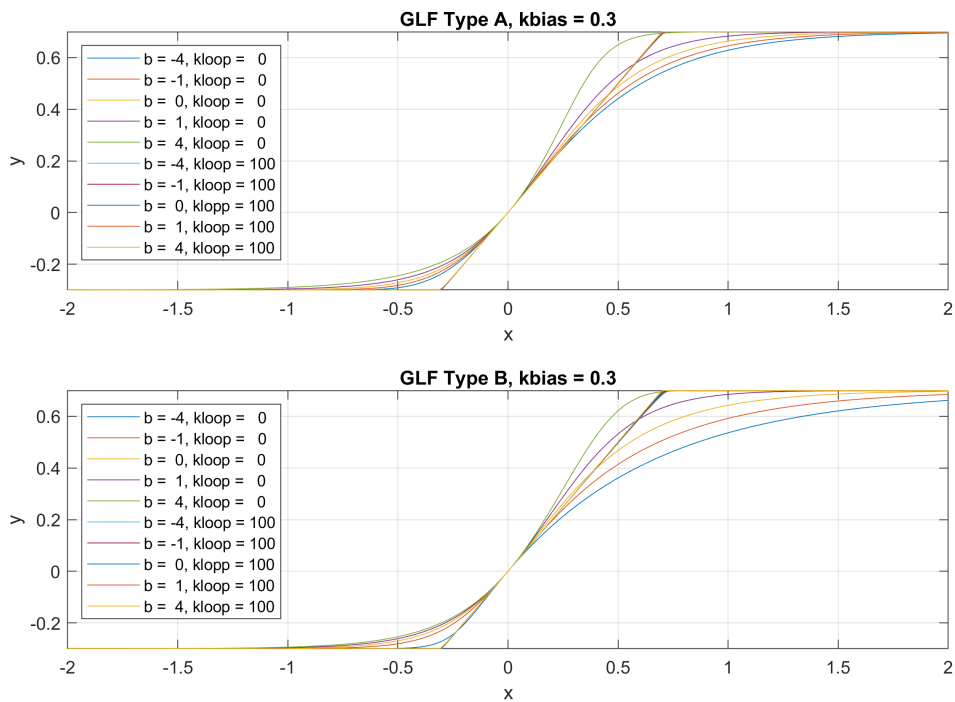 GLF Type A, kbias = 0.3
b = -4, kloop = 0
b = -1, kloop = 0
b = 0, kloop = 0
b = 1, kloop = 0
b = 4, kloop = 0
b = -4, kloop = 100
b = -1, kloop = 100
b = 0, klopp = 100
b = 1, kloop = 100
b = 4, kloop = 100
0.6
0.4
0.2
0
-0.2
y
-2 -1.5 -1 -0.5 0 0.5 1 1.5 2
x
GLF Type B, kbias = 0.3
b = -4, kloop = 0
b = -1, kloop = 0
b = 0, kloop = 0
b = 1, kloop = 0
b = 4, kloop = 0
b = -4, kloop = 100
b = -1, kloop = 100
b = 0, klopp = 100
b = 1, kloop = 100
b = 4, kloop = 100
0.6
0.4
0.2
0
-0.2
y
-2 -1.5 -1 -0.5 0 0.5 1 1.5 2
x